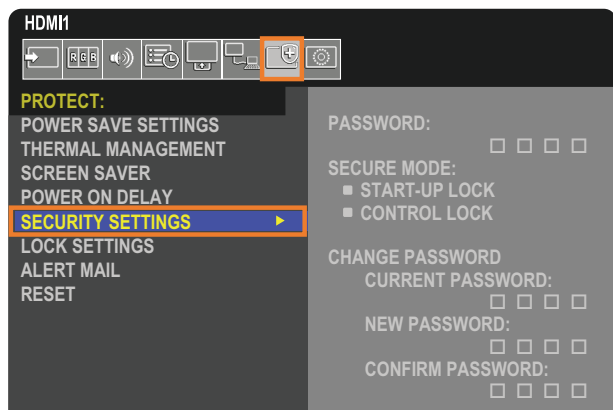 HDMI1
R G B
PROTECT:
POWER SAVE SETTINGS
THERMAL MANAGEMENT
SCREEN SAVER
POWER ON DELAY
SECURITY SETTINGS
LOCK SETTINGS
ALERT MAIL
RESET
PASSWORD:
SECURE MODE:
START-UP LOCK
CONTROL LOCK
CHANGE PASSWORD
CURRENT PASSWORD:
NEW PASSWORD:
CONFIRM PASSWORD: